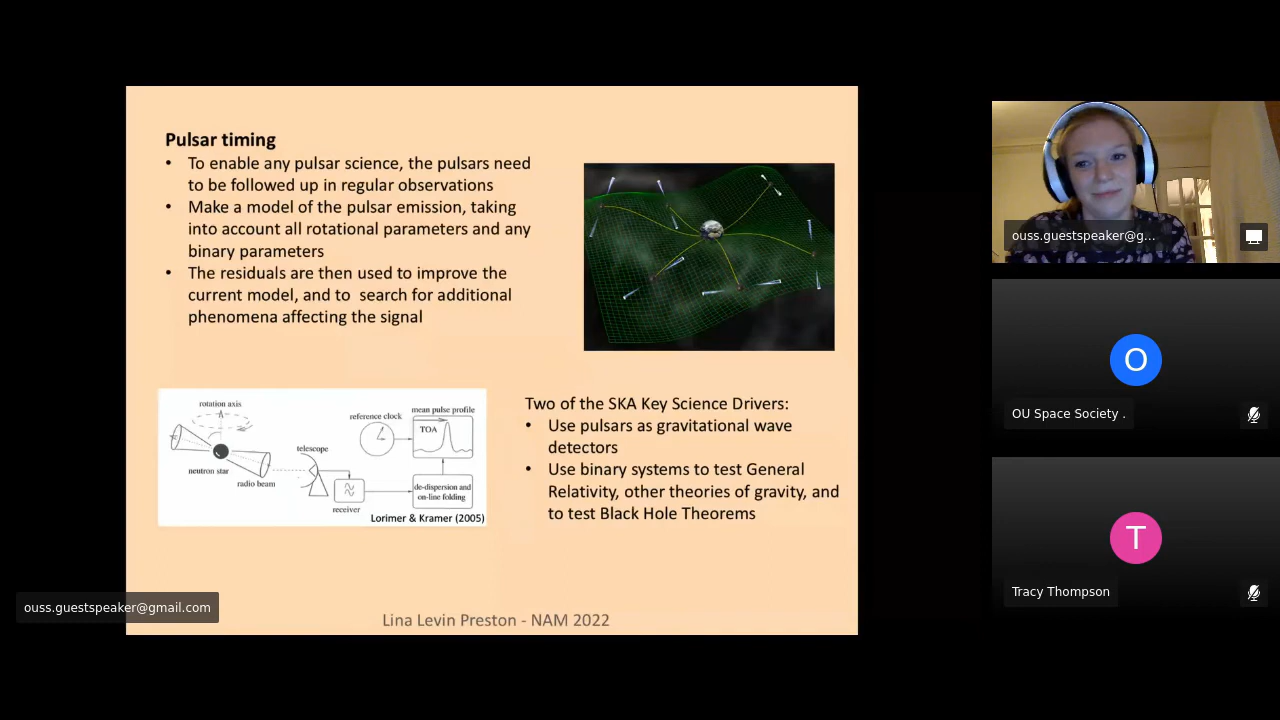 Pulsar timing
• To enable any pulsar science, the pulsars need
to be followed up in regular observations
• Make a model of the pulsar emission, taking
into account all rotational parameters and any
binary parameters
• The residuals are then used to improve the
current model, and to search for additional
phenomena affecting the signal
rotation axis
neutron star
radio beam
telescope
receiver
reference clock
mean pulse profile
TOA
de-dispersion and
on-line folding
Lorimer & Kramer (2005)
Two of the SKA Key Science Drivers:
• Use pulsars as gravitational wave
detectors
• Use binary systems to test General
Relativity, other theories of gravity, and
to test Black Hole Theorems
Lina Levin Preston - NAM 2022
ouss.guestspeaker@gmail.com
ouss.guestspeaker@g...
O
OU Space Society .
T
Tracy Thompson